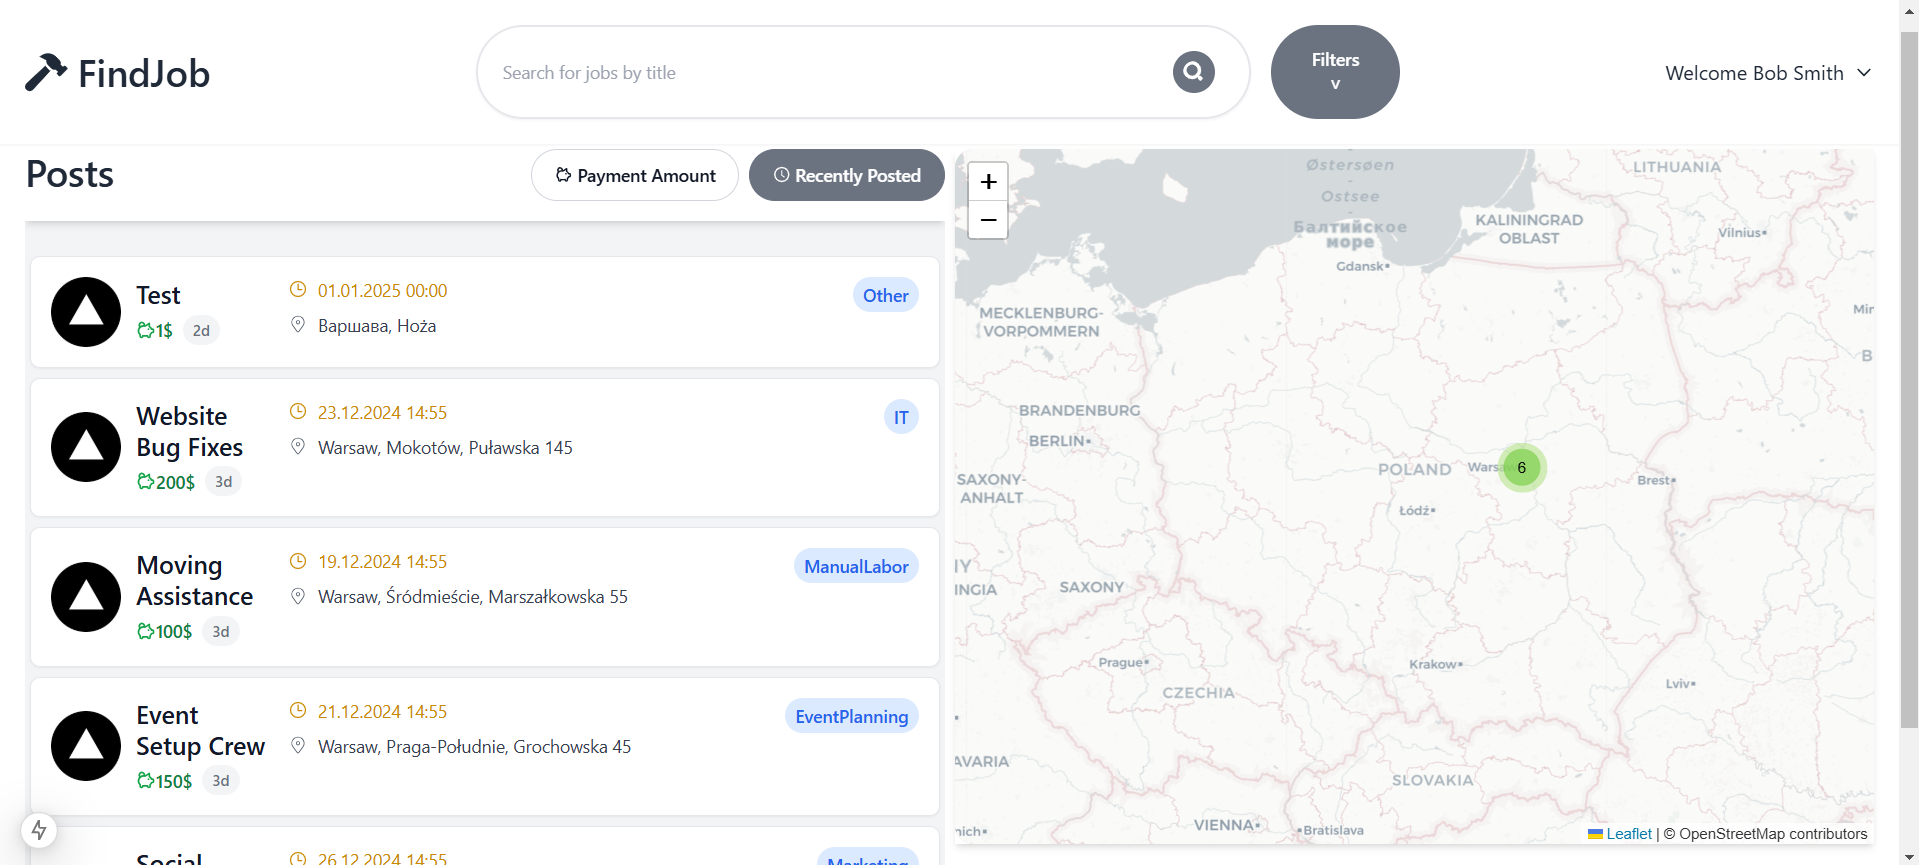 FindJob
Search for jobs by title
Filters
v
Welcome Bob Smith
Posts
Payment Amount
Recently Posted
Test
1$
2d
01.01.2025 00:00
Варшава, Hoża
Other
Website
Bug Fixes
200$
3d
23.12.2024 14:55
Warsaw, Mokotów, Puławska 145
IT
Moving
Assistance
100$
3d
19.12.2024 14:55
Warsaw, Śródmieście, Marszałkowska 55
ManualLabor
Event
Setup Crew
150$
3d
21.12.2024 14:55
Warsaw, Praga-Południe, Grochowska 45
EventPlanning
Social
26.12.2024 14:55
Marketing
+
−
Østersøen
-
Ostsee
-
Балтийское
море
LITHUANIA
KALININGRAD
OBLAST
Vilnius
Gdansk
MECKLENBURG-
VORPOMMERN
Min
B
BRANDENBURG
BERLIN
POLAND
Warsaw
6
Brest
SAXONY-
ANHALT
Łódź
SAXONY
INGIA
Prague
Krakow
CZECHIA
Lviv
AVARIA
SLOVAKIA
VIENNA
Bratislava
nich
Leaflet | © OpenStreetMap contributors